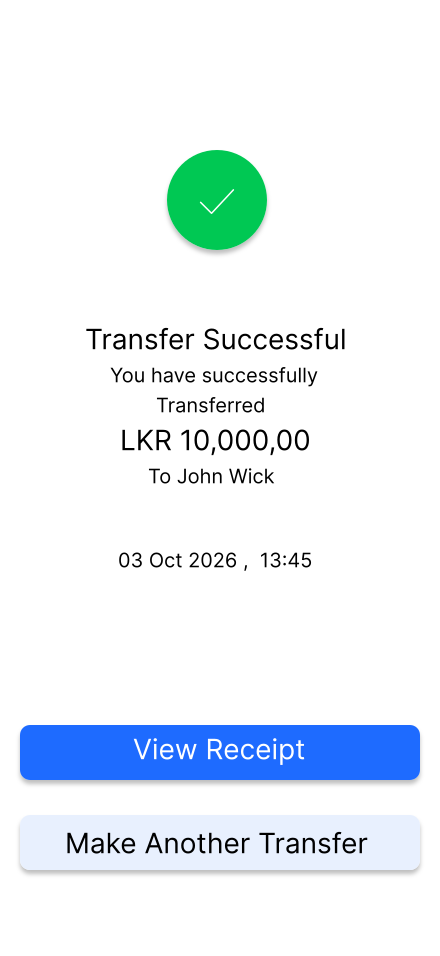 Transfer Successful
You have successfully
Transferred
LKR 10,000,00
To John Wick
03 Oct 2026 ,  13:45
View Receipt
Make Another Transfer